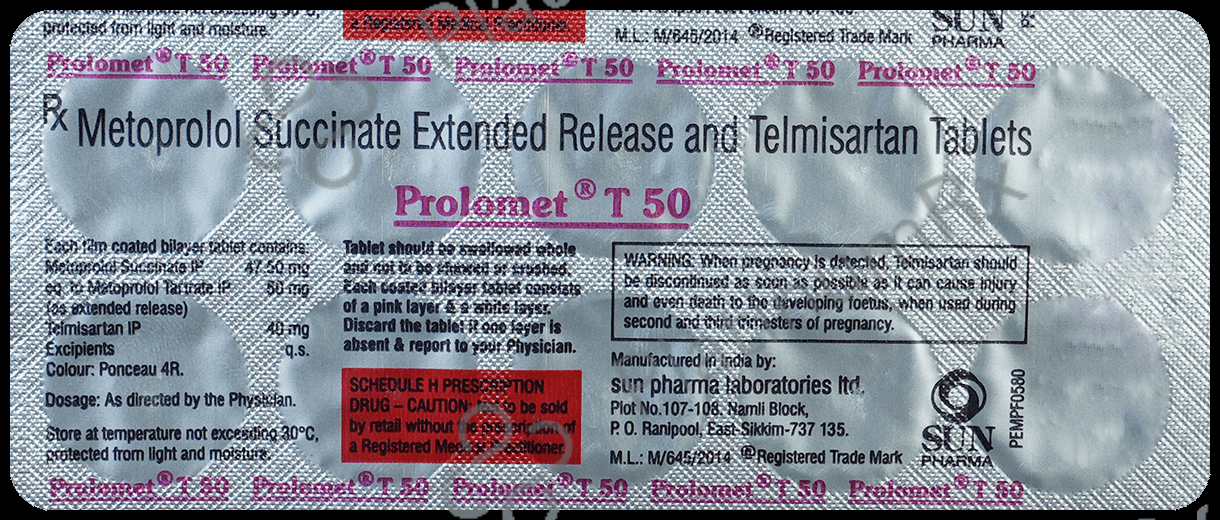 protected from light and moisture.
a Registered Medical Practitioner.
M.L.: M/645/2014 ®Registered Trade Mark
SUN
PHARMA
Prolomet® T 50 Prolomet® T 50 Prolomet® T 50 Prolomet® T 50 Prolomet® T 50
Rx Metoprolol Succinate Extended Release and Telmisartan Tablets
Prolomet® T 50
Each film coated bilayer tablet contains:
Metoprolol Succinate IP 47.50 mg
eq. to Metoprolol Tartrate IP 50 mg
(as extended release)
Telmisartan IP 40 mg
Excipients q.s.
Colour: Ponceau 4R.
Dosage: As directed by the Physician.
Store at temperature not exceeding 30°C,
protected from light and moisture.
Tablet should be swallowed whole
and not to be chewed or crushed.
Each coated bilayer tablet consists
of a pink layer & a white layer.
Discard the tablet if one layer is
absent & report to your Physician.
SCHEDULE H PRESCRIPTION
DRUG – CAUTION: Not to be sold
by retail without the prescription of
a Registered Medical Practitioner.
WARNING: When pregnancy is detected, Telmisartan should
be discontinued as soon as possible as it can cause injury
and even death to the developing foetus, when used during
second and third trimesters of pregnancy.
Manufactured in India by:
sun pharma laboratories ltd.
Plot No.107-108, Namli Block,
P. O. Ranipool, East-Sikkim-737 135.
M.L.: M/645/2014 ®Registered Trade Mark
SUN
PHARMA
PEMPF0580
Prolomet® T 50 Prolomet® T 50 Prolomet® T 50 Prolomet® T 50 Prolomet® T 50